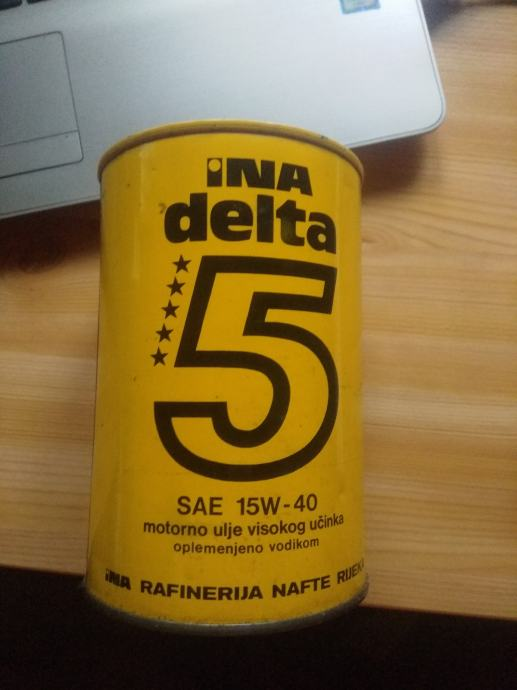 INA
delta
5
SAE 15W-40
motorno ulje visokog učinka
oplemenjeno vodikom
INA RAFINERIJA NAFTE RIJEKA